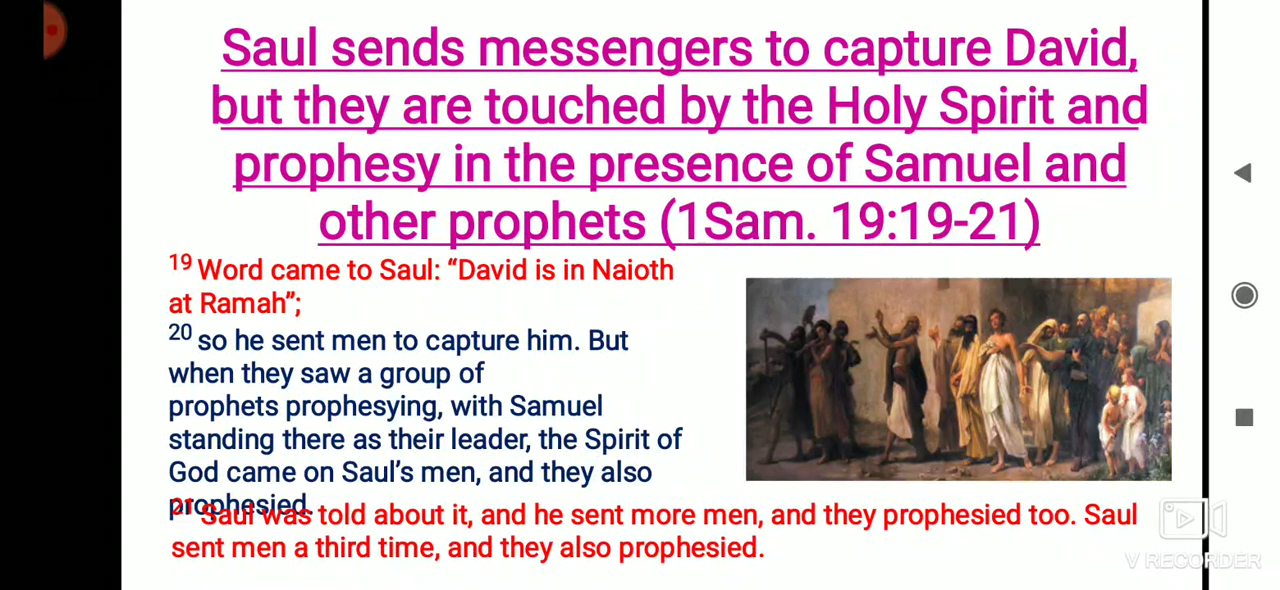 Saul sends messengers to capture David,
but they are touched by the Holy Spirit and
prophesy in the presence of Samuel and
other prophets (1Sam. 19:19-21)
19 Word came to Saul: “David is in Naioth
at Ramah”;
20 so he sent men to capture him. But
when they saw a group of
prophets prophesying, with Samuel
standing there as their leader, the Spirit of
God came on Saul’s men, and they also
prophesied.
21 Saul was told about it, and he sent more men, and they prophesied too. Saul
sent men a third time, and they also prophesied.
V RECORDER